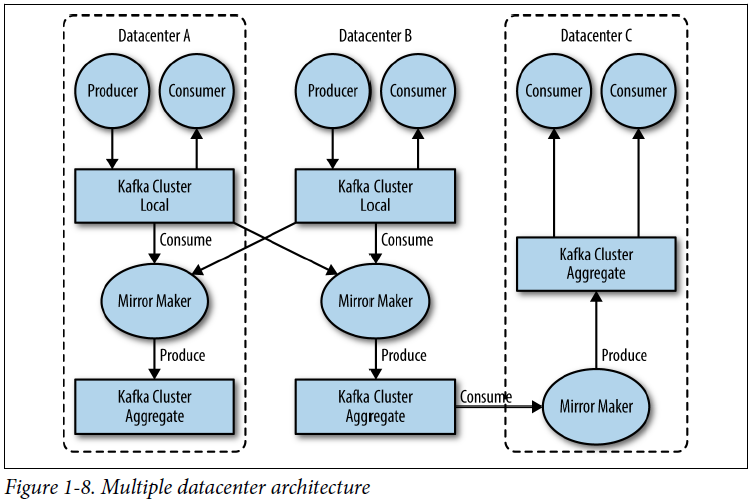 Datacenter A
Datacenter B
Datacenter C
Producer
Consumer
Producer
Consumer
Consumer
Consumer
Kafka Cluster
Local
Kafka Cluster
Local
Consume
Consume
Kafka Cluster
Aggregate
Mirror Maker
Mirror Maker
Produce
Produce
Produce
Kafka Cluster
Aggregate
Kafka Cluster
Aggregate
Consume
Mirror Maker
Figure 1-8. Multiple datacenter architecture